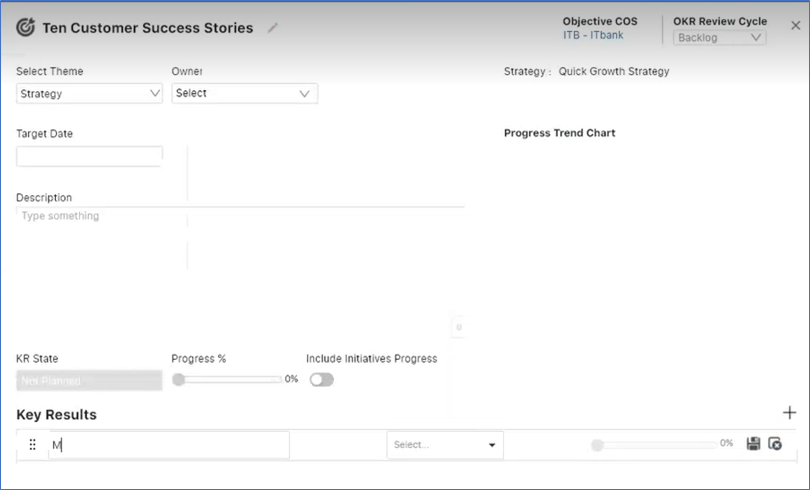 Ten Customer Success Stories
Objective COS
ITB - ITbank
OKR Review Cycle
Backlog
Select Theme
Owner
Strategy : Quick Growth Strategy
Strategy
Select
Target Date
Progress Trend Chart
Description
Type something
KR State
Progress %
Include Initiatives Progress
Not Planned
0%
Key Results
M
Select...
0%